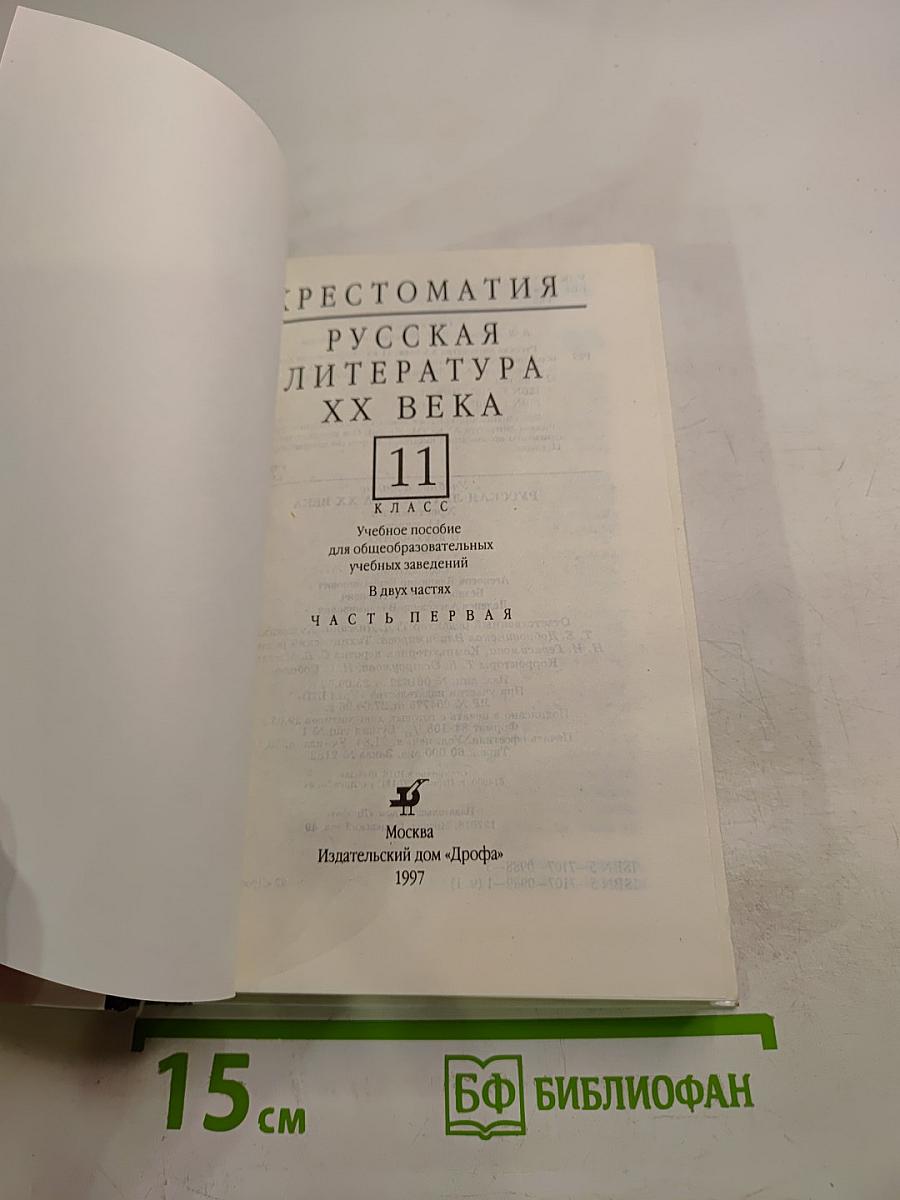 ХРЕСТОМАТИЯ
РУССКАЯ
ЛИТЕРАТУРА
XX ВЕКА
11
КЛАСС
Учебное пособие
для общеобразовательных
учебных заведений
В двух частях
ЧАСТЬ ПЕРВАЯ
Москва
Издательский дом «Дрофа»
1997
15 см
БФ БИБЛИОФАН